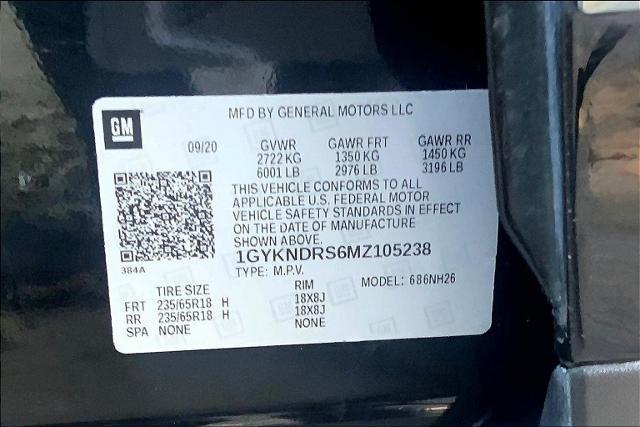 GM
MFD BY GENERAL MOTORS LLC
09/20 GVWR GAWR FRT GAWR RR
2722 KG 1350 KG 1450 KG
6001 LB 2976 LB 3196 LB
THIS VEHICLE CONFORMS TO ALL
APPLICABLE U.S. FEDERAL MOTOR
VEHICLE SAFETY STANDARDS IN EFFECT
ON THE DATE OF MANUFACTURE
SHOWN ABOVE.
384A
1GYKNDRS6MZ105238
TYPE: M.P.V. MODEL: 686NH26
TIRE SIZE RIM
FRT 235/65R18 H 18X8J
RR 235/65R18 H 18X8J
SPA NONE NONE